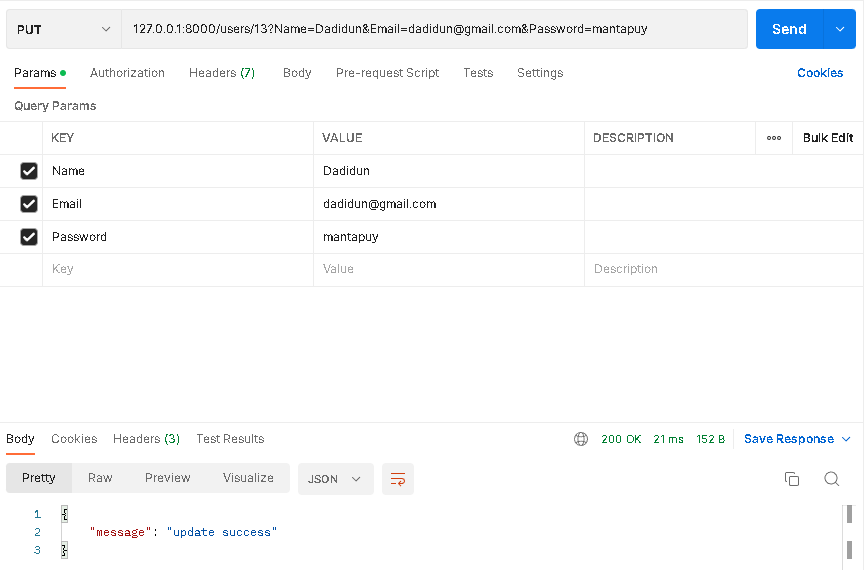 PUT 127.0.0.1:8000/users/13?Name=Dadidun&Email=dadidun@gmail.com&Password=mantapuy Send
Params Authorization Headers (7) Body Pre-request Script Tests Settings Cookies
Query Params
KEY VALUE DESCRIPTION ooo Bulk Edit
Name Dadidun
Email dadidun@gmail.com
Password mantapuy
Key Value Description
Body Cookies Headers (3) Test Results 200 OK 21 ms 152 B Save Response
Pretty Raw Preview Visualize JSON
1 {
2 "message": "update success"
3 }